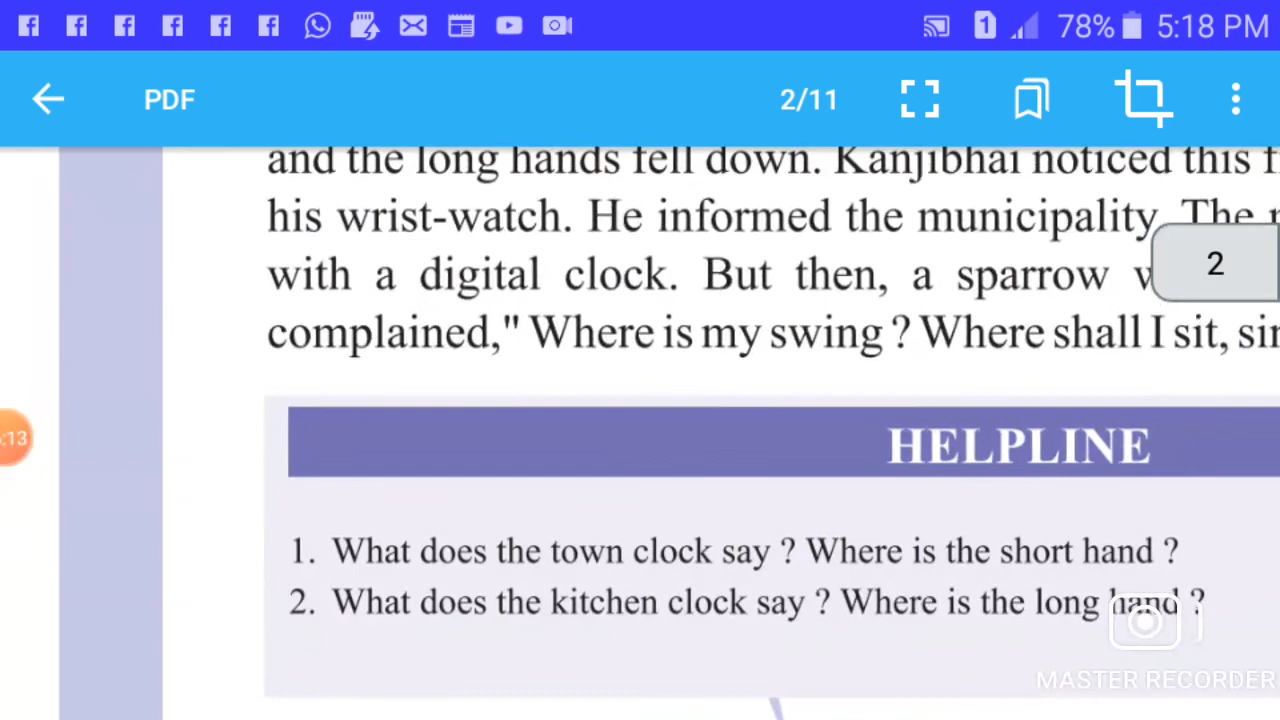 78% 5:18 PM
PDF 2/11
and the long hands fell down. Kanjibhai noticed this
his wrist-watch. He informed the municipality. The
2
with a digital clock. But then, a sparrow
complained," Where is my swing ? Where shall I sit,
:13
HELPLINE
1. What does the town clock say ? Where is the short hand ?
2. What does the kitchen clock say ? Where is the long hand ?
MASTER RECORDER